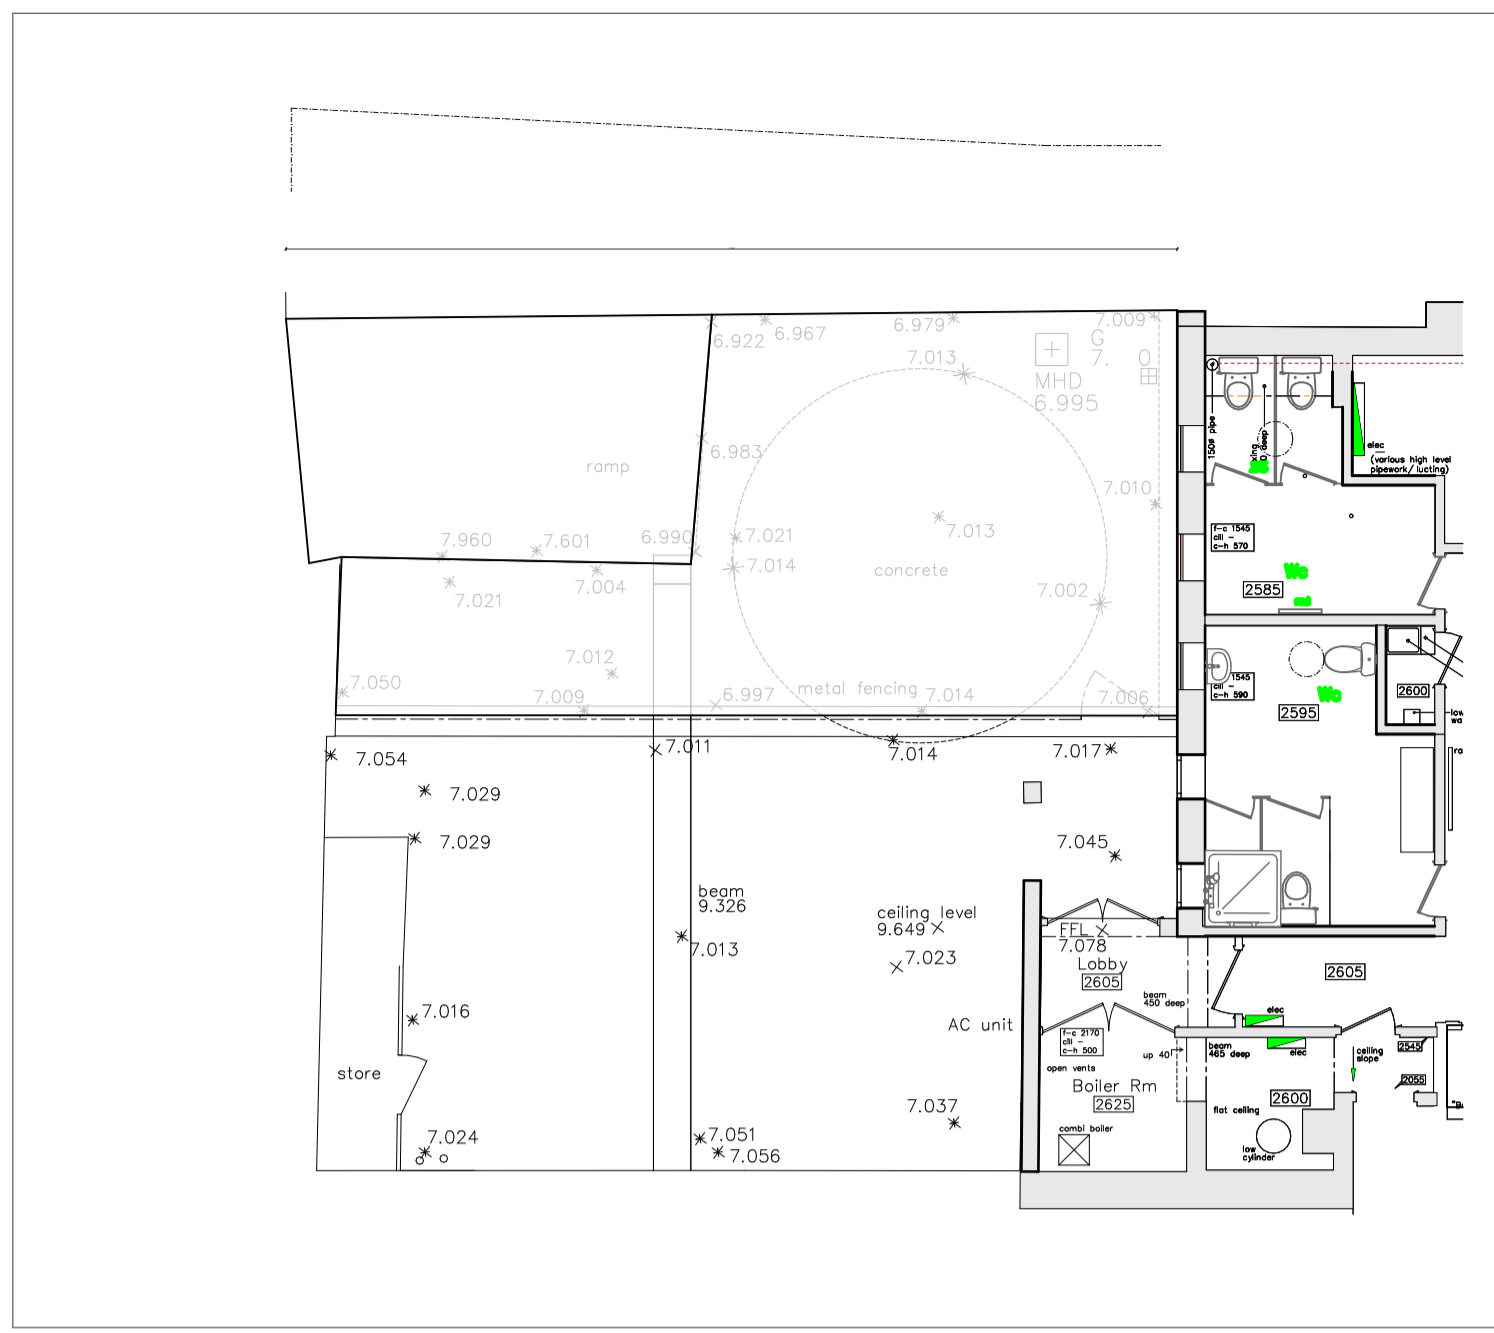 6.922
6.967
6.979
7.009
G
7. 0
7.013
MHD
6.995
ramp
6.983
7.010
7.960
7.601
6.990
7.021
7.013
7.014
7.004
7.021
concrete
7.002
7.012
7.050
7.009
6.997
metal fencing
7.014
7.006
7.054
7.011
7.014
7.017
7.029
7.029
7.045
beam
9.326
ceiling level
9.649
7.013
7.023
FFL
7.078
Lobby
2605
7.016
AC unit
store
7.037
7.024
7.051
7.056
beam
450 deep
f-c 2170
cill -
c-h 500
up 40
open vents
Boiler Rm
2625
combi boiler
150ø pipe
deep
elec
(various high level
pipework/ lucting)
f-c 1545
cill -
c-h 570
Wc
2585
rad
1545
cill -
c-h 590
Wc
2595
2600
low
wa
2605
elec
beam
465 deep
elec
ceiling
slope
2545
2055
2600
flat ceiling
low
cylinder